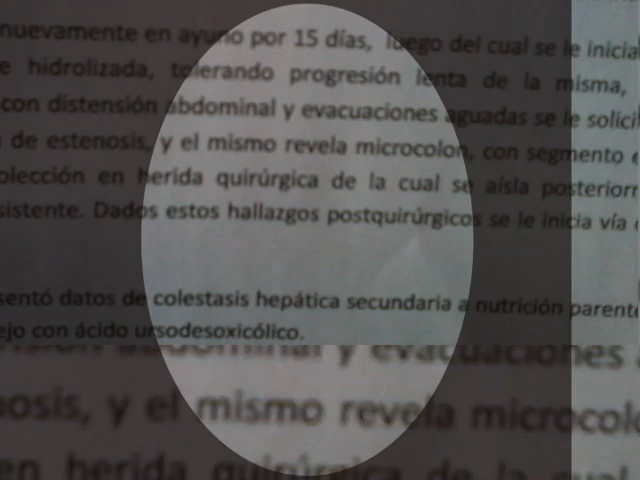 nuevamente en ayuno por 15 días, luego del cual se le inicia
e hidrolizada, tolerando progresión lenta de la misma,
con distensión abdominal y evacuaciones aguadas se le solici
de estenosis, y el mismo revela microcolon, con segmento e
olección en herida quirúrgica de la cual se aísla posteriorm
sistente. Dados estos hallazgos postquirúrgicos se le inicia vía
sentó datos de colestasis hepática secundaria a nutrición parente
ejo con ácido ursodesoxicólico.
abdominal y evacuaciones
nosis, y el mismo revela microcolo
en herida quirúrgica de la cual